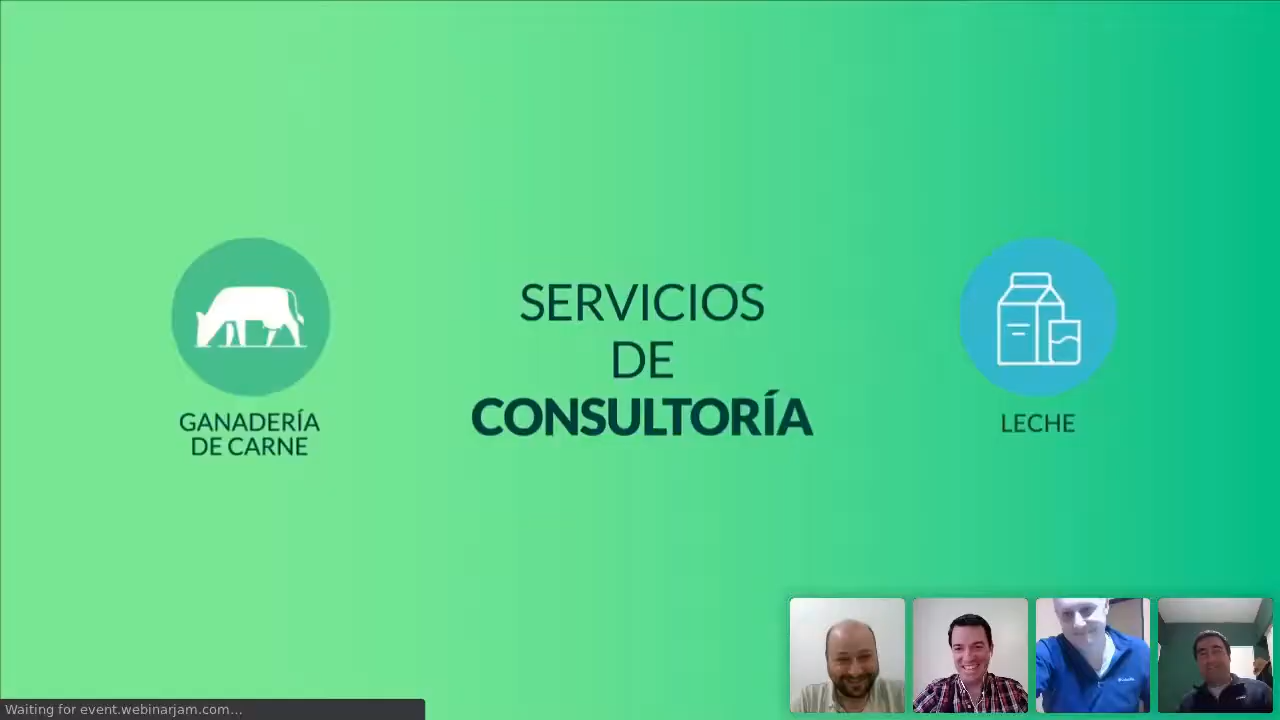 SERVICIOS
DE
CONSULTORÍA
GANADERÍA
DE CARNE
LECHE
Waiting for event.webinarjam.com...